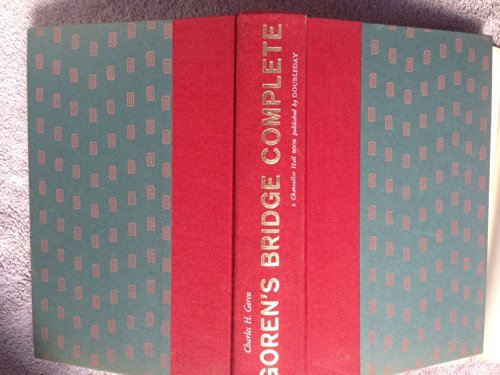 Charles H. Goren
GOREN'S BRIDGE COMPLETE
A Chancellor Hall BOOK published by DOUBLEDAY